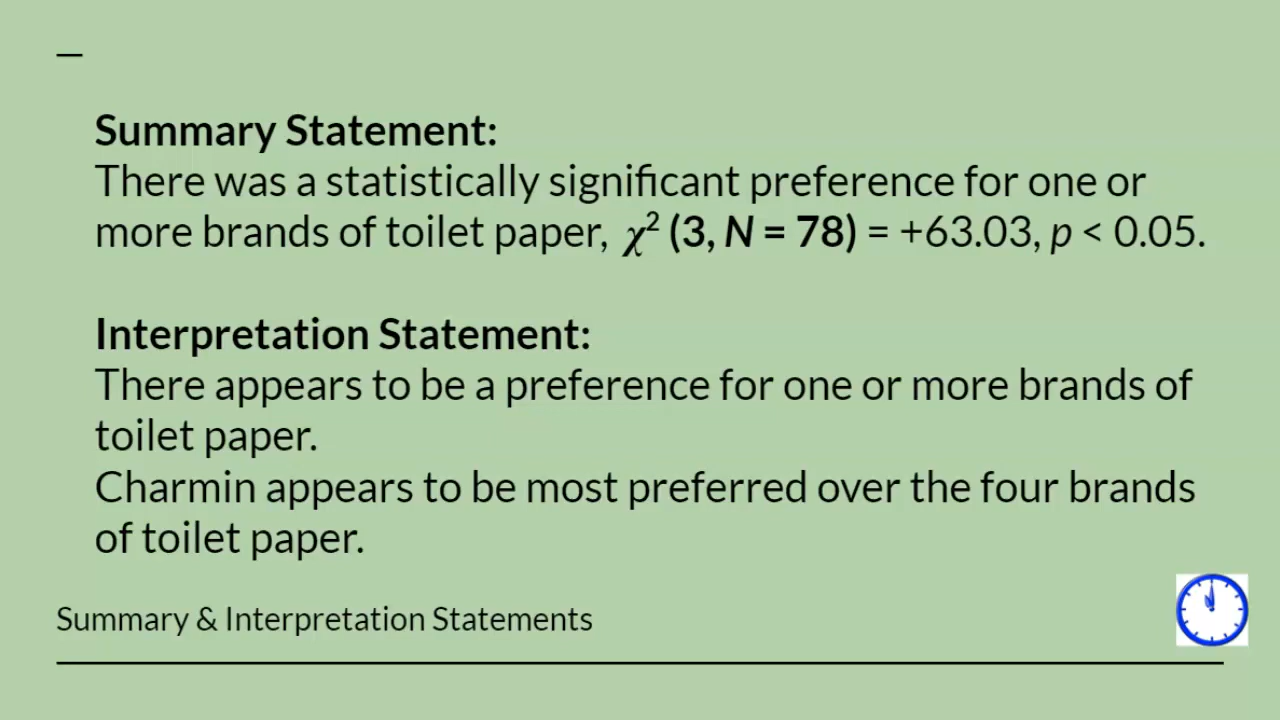 Summary Statement:
There was a statistically significant preference for one or
more brands of toilet paper, χ² (3, N = 78) = +63.03, p < 0.05.
Interpretation Statement:
There appears to be a preference for one or more brands of
toilet paper.
Charmin appears to be most preferred over the four brands
of toilet paper.
Summary & Interpretation Statements